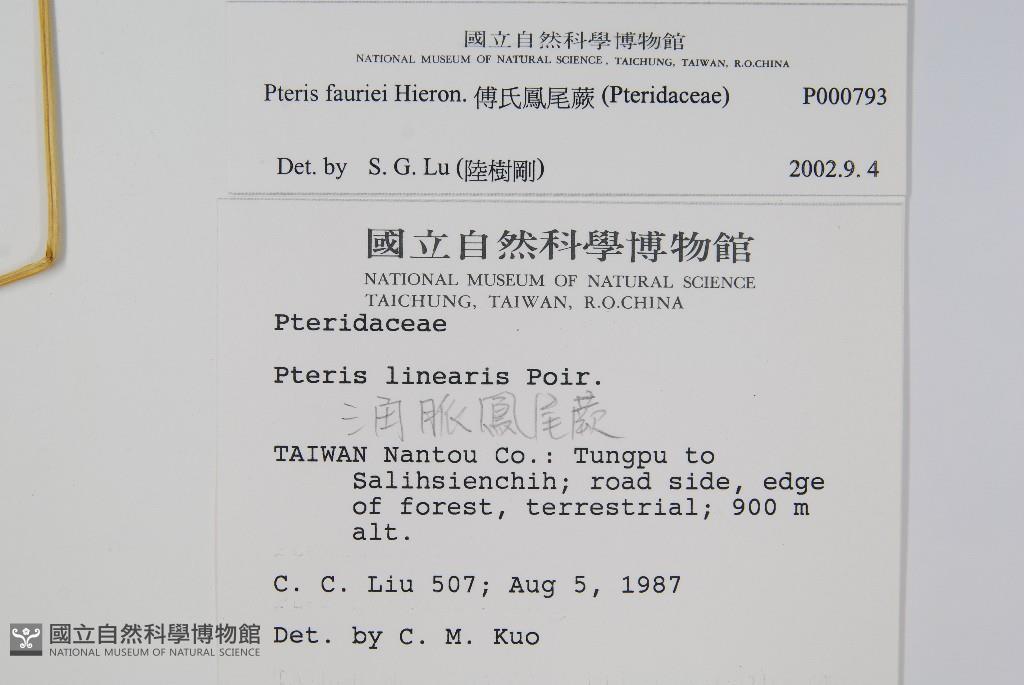 國立自然科學博物館
NATIONAL MUSEUM OF NATURAL SCIENCE, TAICHUNG, TAIWAN, R.O.CHINA
Pteris fauriei Hieron. 傅氏鳳尾蕨 (Pteridaceae) P000793
Det. by S. G. Lu (陸樹剛) 2002.9. 4
國立自然科學博物館
NATIONAL MUSEUM OF NATURAL SCIENCE
TAICHUNG, TAIWAN, R.O.CHINA
Pteridaceae
Pteris linearis Poir.
三角脈鳳尾蕨
TAIWAN Nantou Co.: Tungpu to
Salihsienchih; road side, edge
of forest, terrestrial; 900 m
alt.
C. C. Liu 507; Aug 5, 1987
Det. by C. M. Kuo
國立自然科學博物館
NATIONAL MUSEUM OF NATURAL SCIENCE